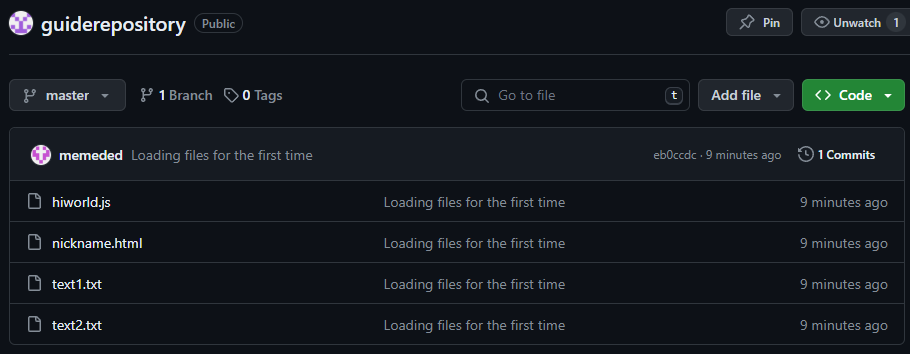 guiderepository Public Pin Unwatch 1
master 1 Branch 0 Tags Go to file t Add file Code
memeded Loading files for the first time eb0ccdc · 9 minutes ago 1 Commits
hiworld.js Loading files for the first time 9 minutes ago
nickname.html Loading files for the first time 9 minutes ago
text1.txt Loading files for the first time 9 minutes ago
text2.txt Loading files for the first time 9 minutes ago